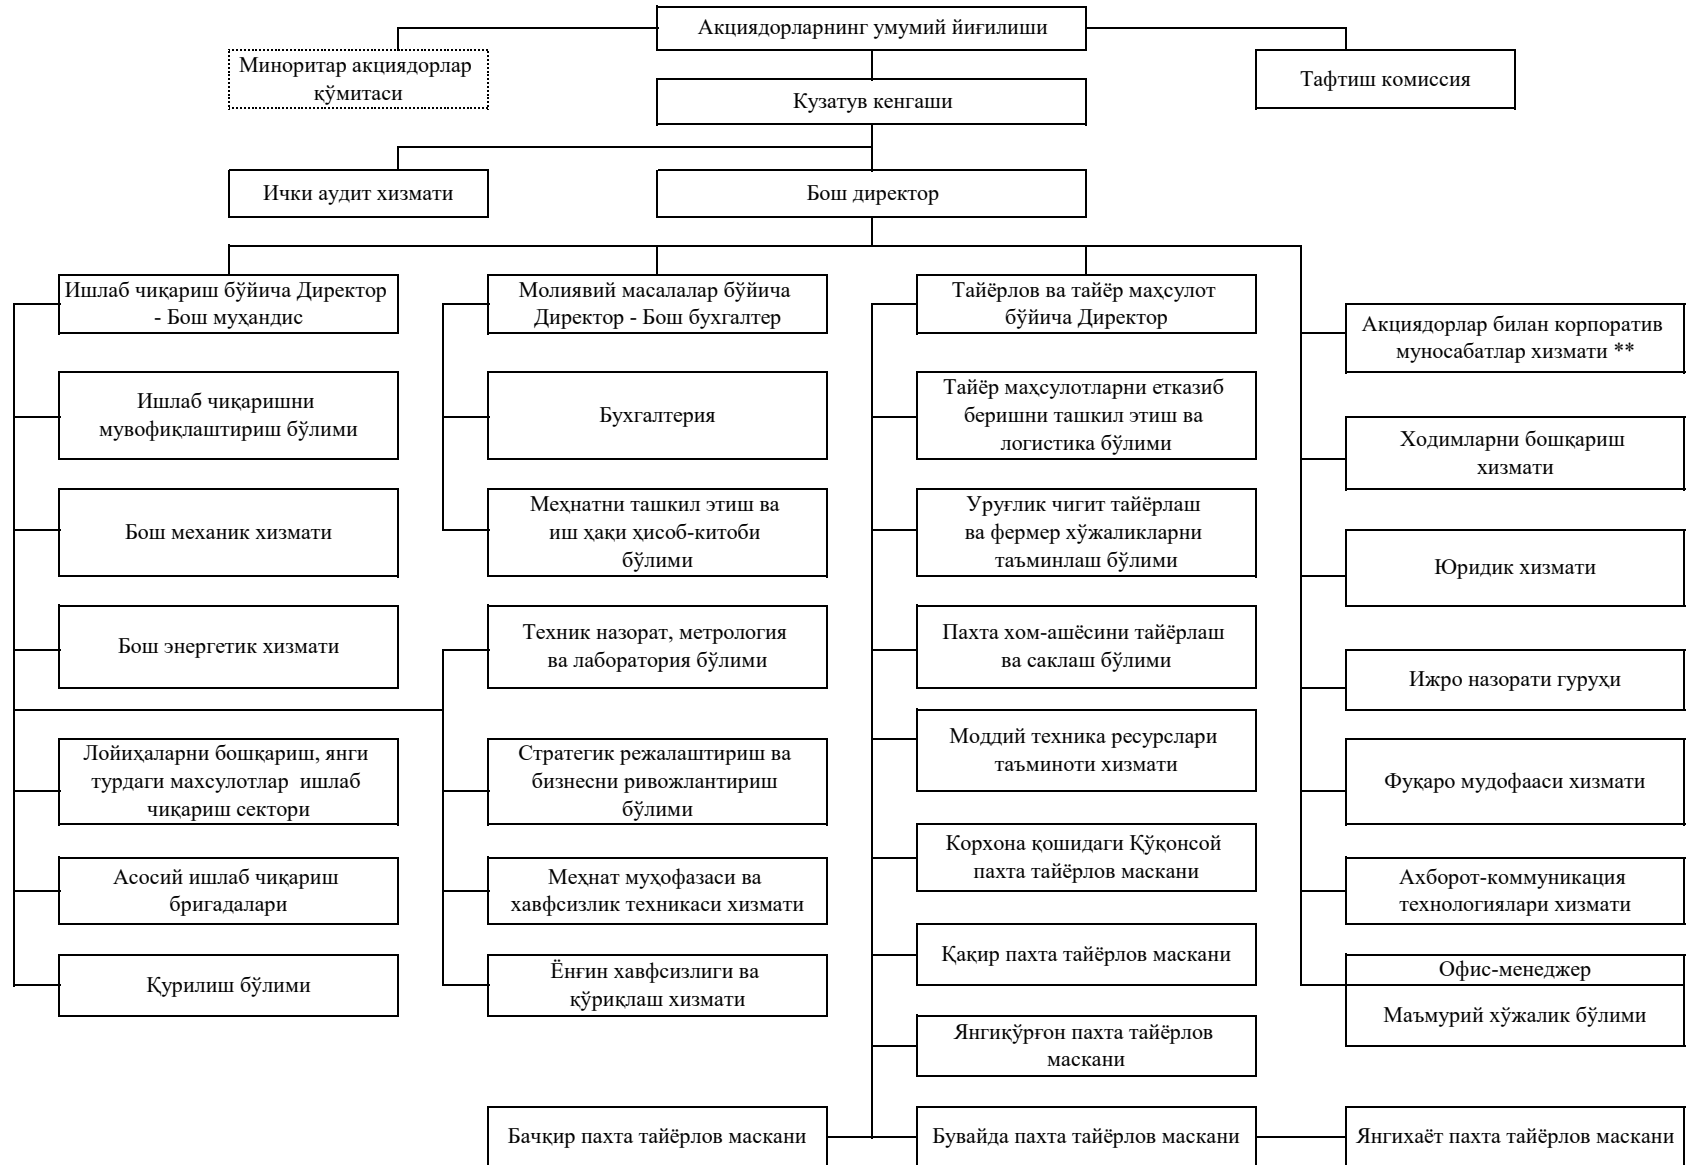 Акциядорларнинг умумий йиғилиши
Миноритар акциядорлар
қўмитаси
Тафтиш комиссия
Кузатув кенгаши
Ички аудит хизмати
Бош директор
Ишлаб чиқариш бўйича Директор
- Бош муҳандис
Молиявий масалалар бўйича
Директор - Бош бухгалтер
Тайёрлов ва тайёр маҳсулот
бўйича Директор
Акциядорлар билан корпоратив
муносабатлар хизмати **
Ишлаб чиқаришни
мувофиқлаштириш бўлими
Бухгалтерия
Тайёр маҳсулотларни етказиб
беришни ташкил этиш ва
логистика бўлими
Ходимларни бошқариш
хизмати
Бош механик хизмати
Меҳнатни ташкил этиш ва
иш ҳақи ҳисоб-китоби
бўлими
Уруғлик чигит тайёрлаш
ва фермер хўжаликларни
таъминлаш бўлими
Юридик хизмати
Бош энергетик хизмати
Техник назорат, метрология
ва лаборатория бўлими
Пахта хом-ашёсини тайёрлаш
ва саклаш бўлими
Ижро назорати гуруҳи
Лойиҳаларни бошқариш, янги
турдаги махсулотлар ишлаб
чиқариш сектори
Стратегик режалаштириш ва
бизнесни ривожлантириш
бўлими
Моддий техника ресурслари
таъминоти хизмати
Фуқаро мудофааси хизмати
Асосий ишлаб чиқариш
бригадалари
Меҳнат муҳофазаси ва
хавфсизлик техникаси хизмати
Корхона қошидаги Қўқонсой
пахта тайёрлов маскани
Ахборот-коммуникация
технологиялари хизмати
Қурилиш бўлими
Ёнғин хавфсизлиги ва
қўриқлаш хизмати
Қақир пахта тайёрлов маскани
Офис-менеджер
Маъмурий хўжалик бўлими
Янгиқўрғон пахта тайёрлов
маскани
Бачқир пахта тайёрлов маскани
Бувайда пахта тайёрлов маскани
Янгихаёт пахта тайёрлов маскани